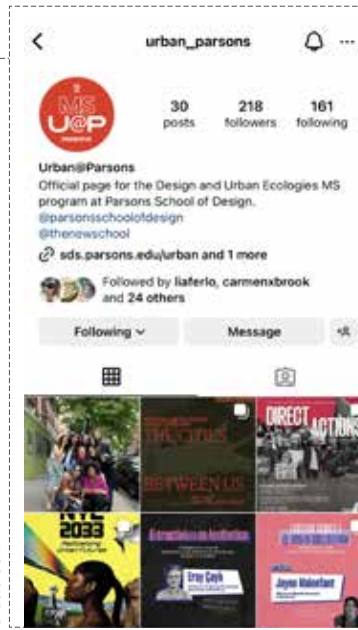 urban_parsons
MS
U@P
30 218 161
posts followers following
Urban@Parsons
Official page for the Design and Urban Ecologies MS
program at Parsons School of Design.
@parsonsschoolofdesign
@thenewschool
sds.parsons.edu/urban and 1 more
Followed by liaferlo, carmenxbrook
and 24 others
Following Message
THE CITIES
BETWEEN US
DIRECT ACTIONS
NYC
2033
Eray Çaylı
Jayne Malenfant